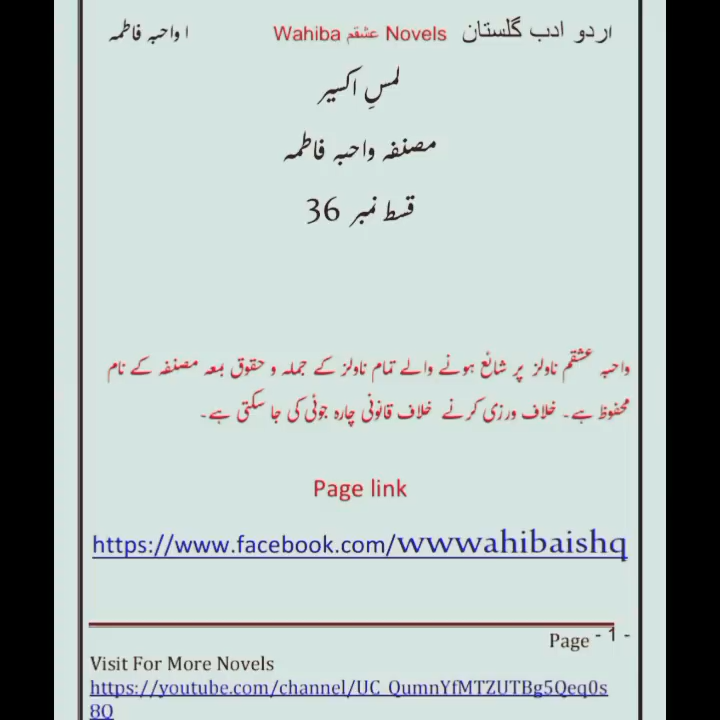 اردو ادب گلستان Wahiba عشقم Novels ا واحبہ فاطمہ
لمسِ اکسیر
مصنفہ واحبہ فاطمہ
قسط نمبر 36
واحبہ عشقم ناولز پر شائع ہونے والے تمام ناولز کے جملہ و حقوق بمعہ مصنفہ کے نام
محفوظ ہے۔ خلاف ورزی کرنے خلاف قانونی چارہ جوئی کی جا سکتی ہے۔
Page link
https://www.facebook.com/wwwahibaishq
Page - 1 -
Visit For More Novels
https://youtube.com/channel/UC_QumnYfMTZUTBg5Qeq0s
8Q